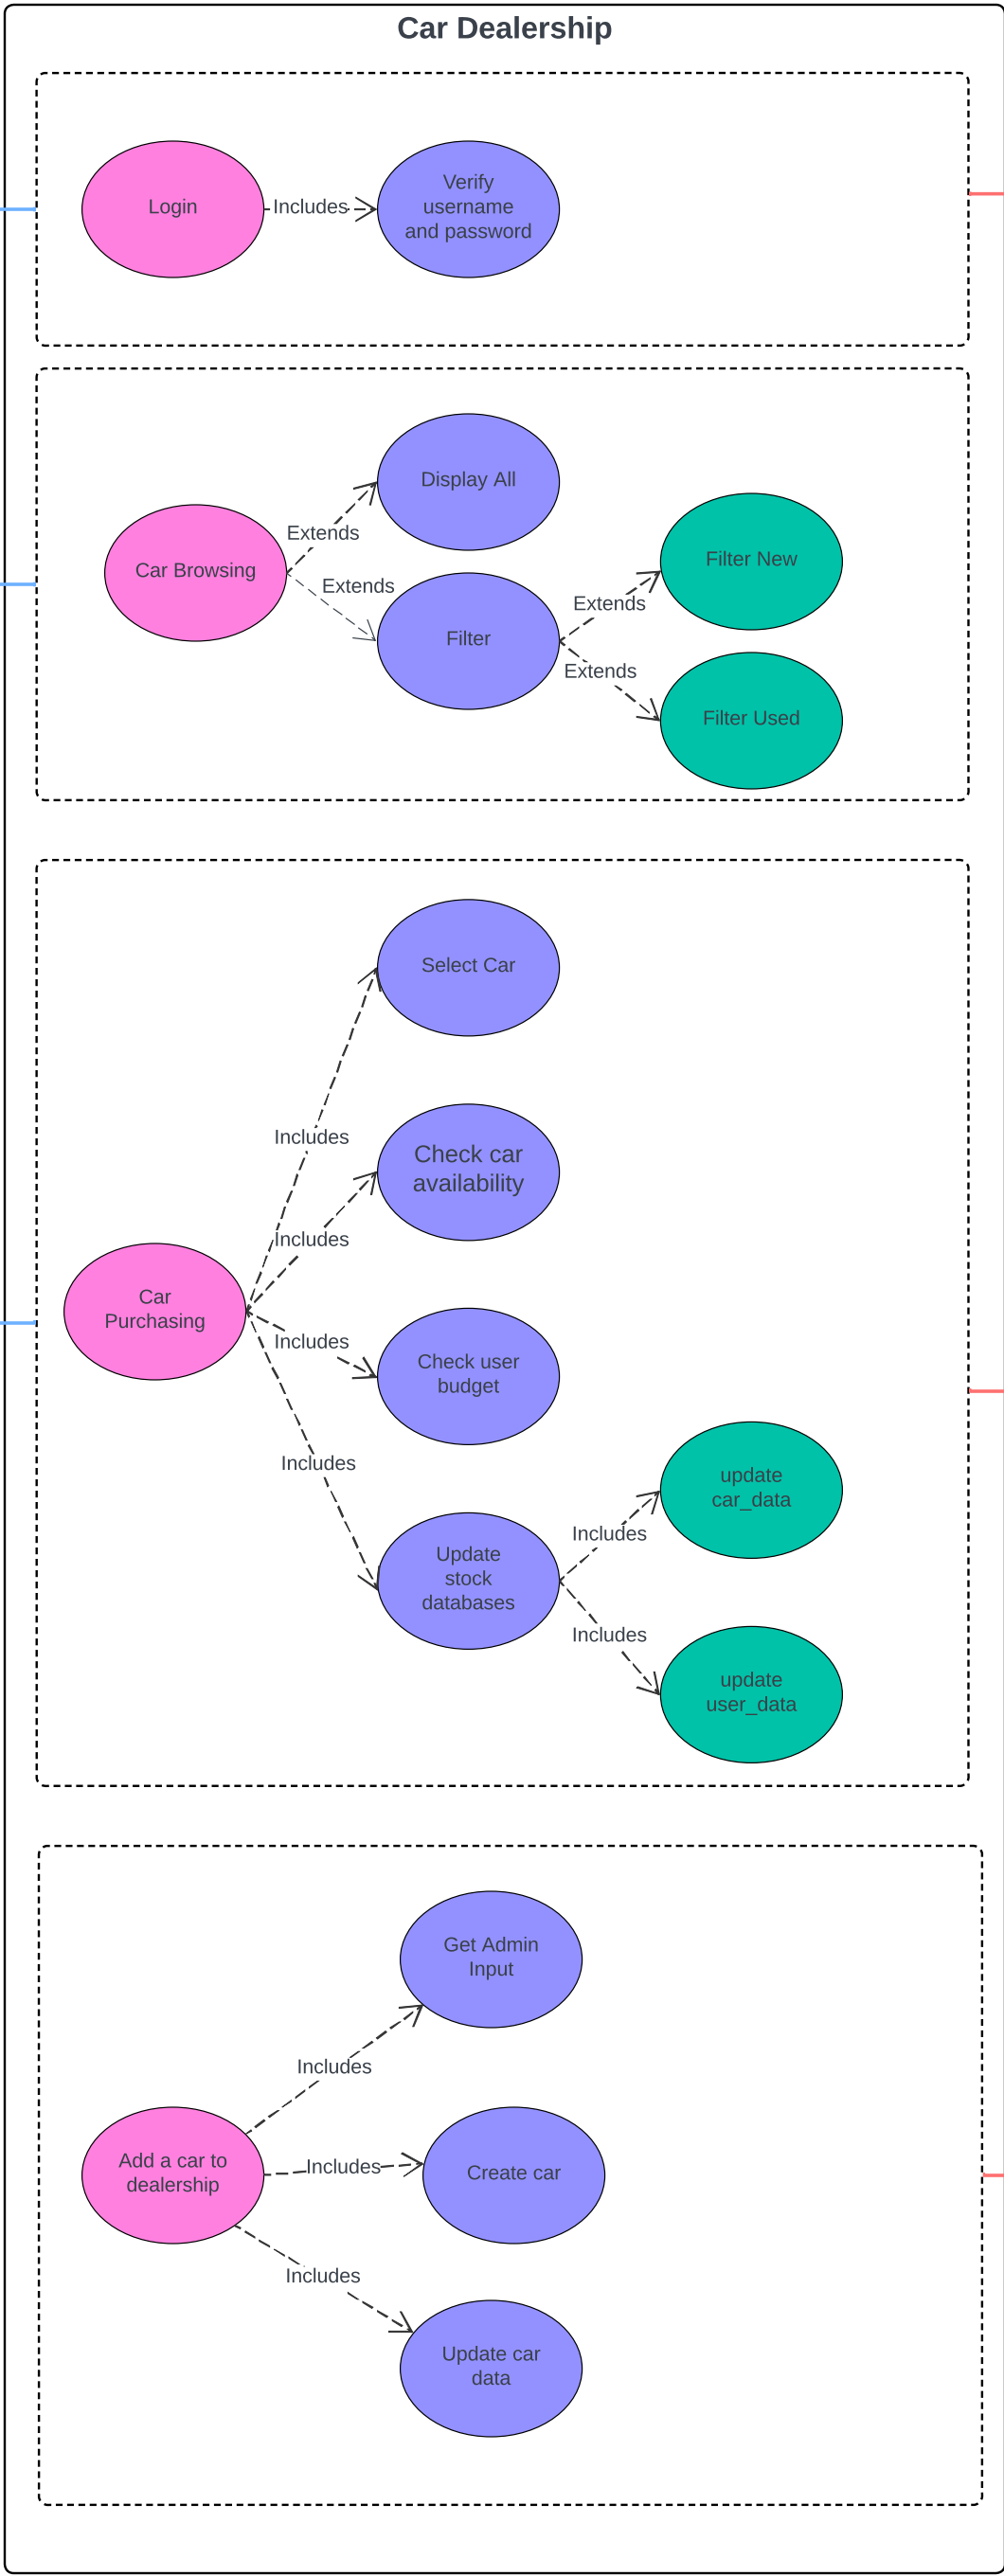 Car Dealership
Login
Includes
Verify
username
and password
Display All
Extends
Car Browsing
Extends
Filter
Extends
Filter New
Extends
Filter Used
Select Car
Includes
Check car
availability
Includes
Car
Purchasing
Includes
Check user
budget
Includes
Update
stock
databases
Includes
update
car_data
Includes
update
user_data
Get Admin
Input
Includes
Add a car to
dealership
Includes
Create car
Includes
Update car
data